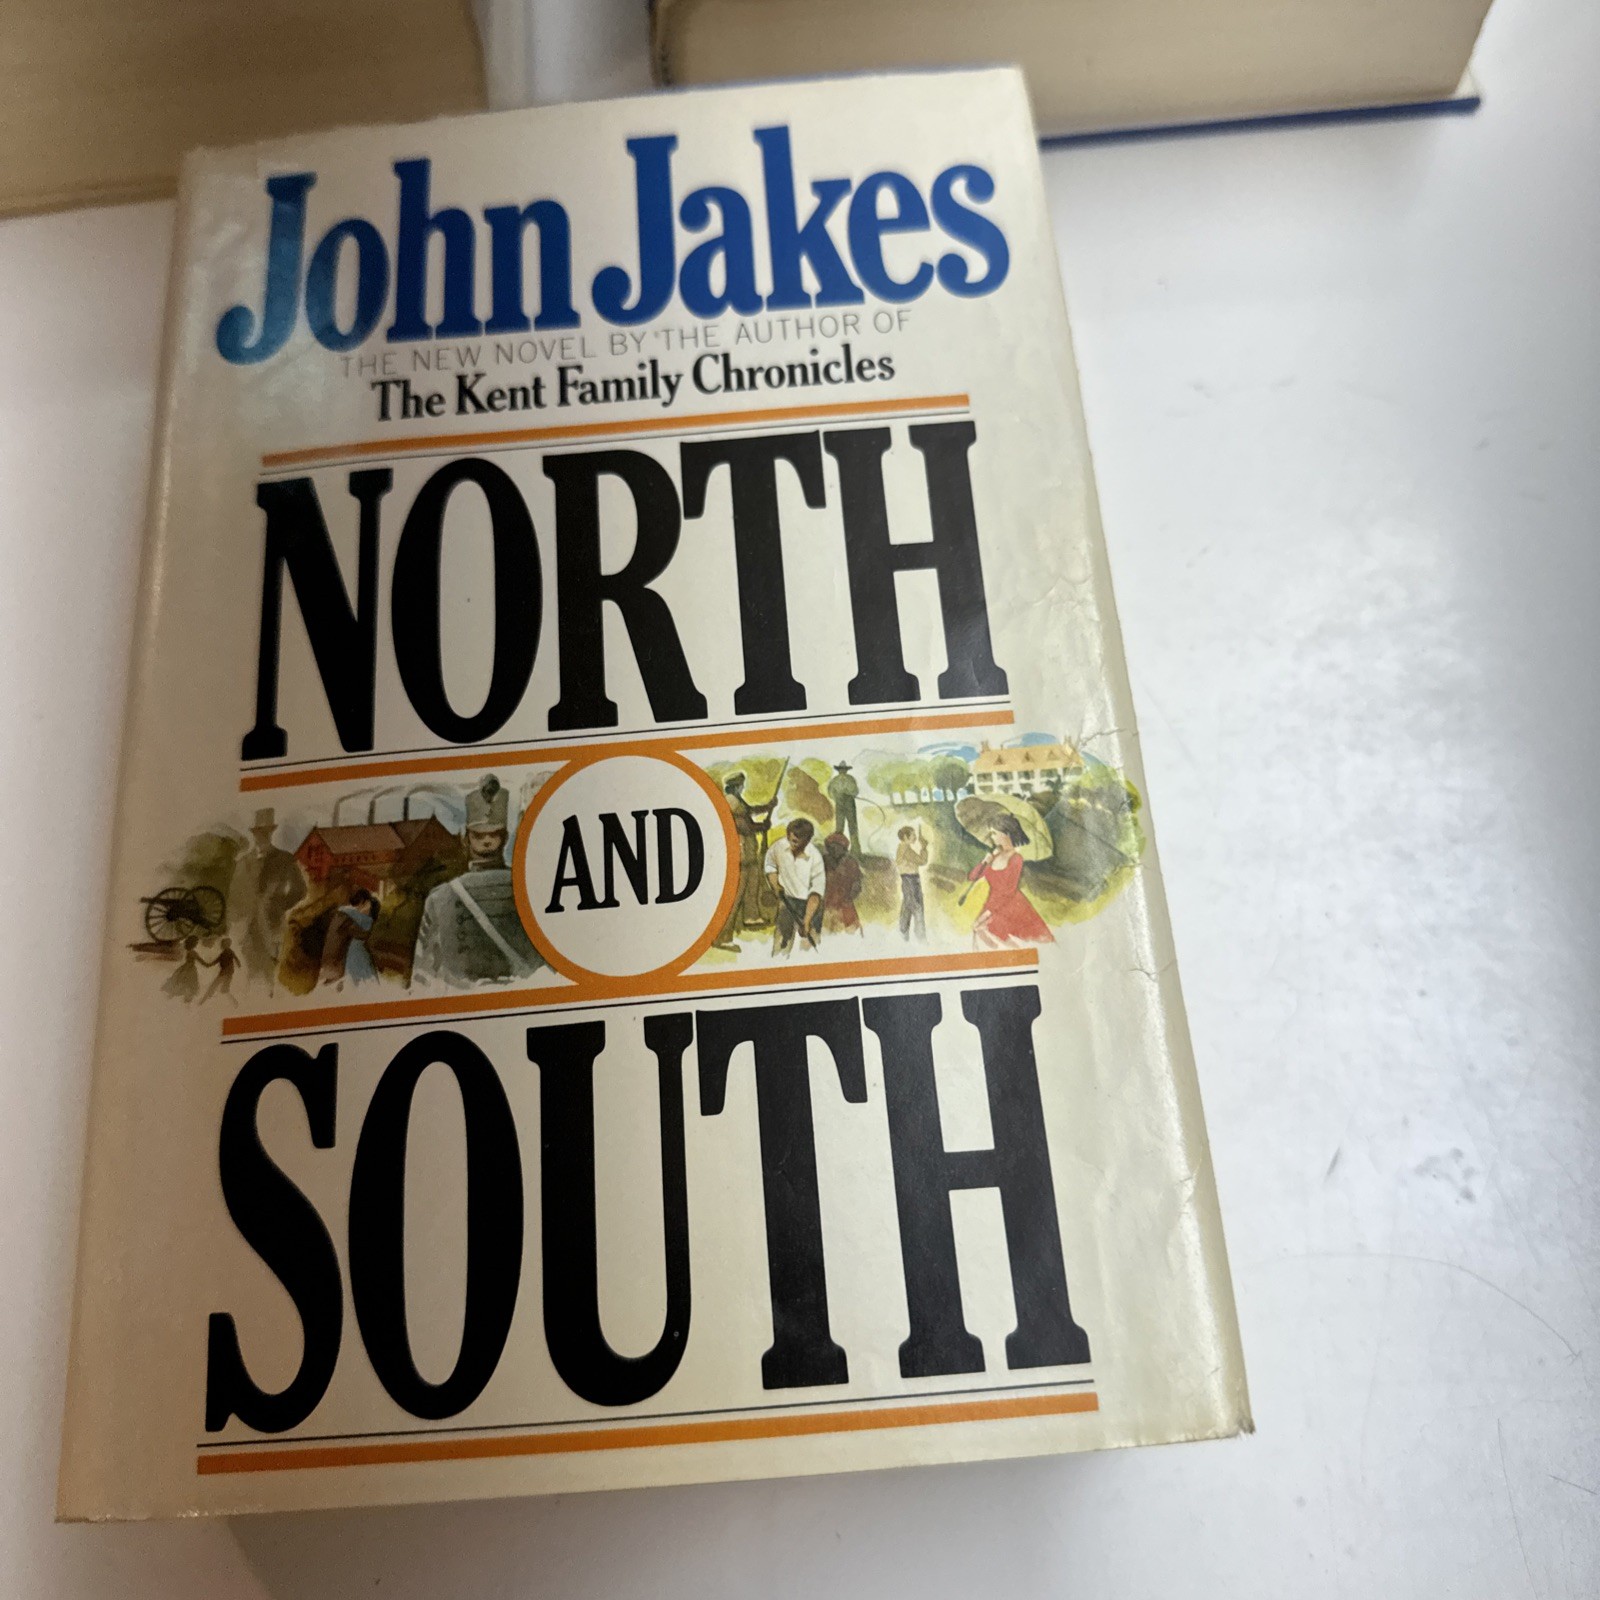 John Jakes
THE NEW NOVEL BY THE AUTHOR OF
The Kent Family Chronicles
NORTH
AND
SOUTH